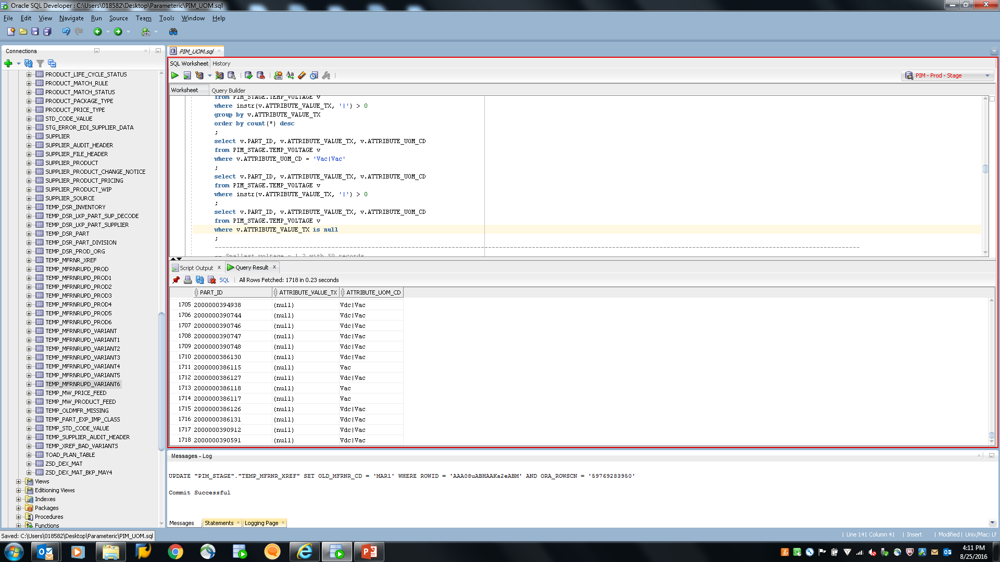 Oracle SQL Developer : C:\Users\018582\Desktop\Parameteric\PIM_UOM.sql
File Edit View Navigate Run Source Team Tools Window Help
Connections
PRODUCT_LIFE_CYCLE_STATUS
PRODUCT_MATCH_RULE
PRODUCT_MATCH_STATUS
PRODUCT_PACKAGE_TYPE
PRODUCT_PRICE_TYPE
STD_CODE_VALUE
STG_ERROR_EDI_SUPPLIER_DATA
SUPPLIER
SUPPLIER_AUDIT_HEADER
SUPPLIER_FILE_HEADER
SUPPLIER_PRODUCT
SUPPLIER_PRODUCT_CHANGE_NOTICE
SUPPLIER_PRODUCT_PRICING
SUPPLIER_PRODUCT_WIP
SUPPLIER_SOURCE
TEMP_DSR_INVENTORY
TEMP_DSR_LKP_PART_SUP_DECODE
TEMP_DSR_LKP_PART_SUPPLIER
TEMP_DSR_PART
TEMP_DSR_PART_DIVISION
TEMP_DSR_PROD_ORG
TEMP_MFRNR_XREF
TEMP_MFRNRUPD_PROD
TEMP_MFRNRUPD_PROD1
TEMP_MFRNRUPD_PROD2
TEMP_MFRNRUPD_PROD3
TEMP_MFRNRUPD_PROD4
TEMP_MFRNRUPD_PROD5
TEMP_MFRNRUPD_PROD6
TEMP_MFRNRUPD_VARIANT
TEMP_MFRNRUPD_VARIANT1
TEMP_MFRNRUPD_VARIANT2
TEMP_MFRNRUPD_VARIANT3
TEMP_MFRNRUPD_VARIANT4
TEMP_MFRNRUPD_VARIANT5
TEMP_MFRNRUPD_VARIANT6
TEMP_MW_PRICE_FEED
TEMP_MW_PRODUCT_FEED
TEMP_OLDMFR_MISSING
TEMP_PART_EXP_IMP_CLASS
TEMP_STD_CODE_VALUE
TEMP_SUPPLIER_AUDIT_HEADER
TEMP_XREF_BAD_VARIANTS
TOAD_PLAN_TABLE
ZSD_DEX_MAT
ZSD_DEX_MAT_BKP_MAY4
Views
Editioning Views
Indexes
Packages
Procedures
Functions
PIM_UOM.sql
SQL Worksheet History
PIM - Prod - Stage
Worksheet Query Builder
from PIM_STAGE.TEMP_VOLTAGE v
where instr(v.ATTRIBUTE_VALUE_TX, '|') > 0
group by v.ATTRIBUTE_VALUE_TX
order by count(*) desc
;
select v.PART_ID, v.ATTRIBUTE_VALUE_TX, v.ATTRIBUTE_UOM_CD
from PIM_STAGE.TEMP_VOLTAGE v
where v.ATTRIBUTE_UOM_CD = 'Vac|Vac'
;
select v.PART_ID, v.ATTRIBUTE_VALUE_TX, v.ATTRIBUTE_UOM_CD
from PIM_STAGE.TEMP_VOLTAGE v
where instr(v.ATTRIBUTE_VALUE_TX, '|') > 0
;
select v.PART_ID, v.ATTRIBUTE_VALUE_TX, v.ATTRIBUTE_UOM_CD
from PIM_STAGE.TEMP_VOLTAGE v
where v.ATTRIBUTE_VALUE_TX is null
;
-- Smallest voltage = 1.2 with 50 records
Script Output Query Result
SQL | All Rows Fetched: 1718 in 0.23 seconds
PART_ID ATTRIBUTE_VALUE_TX ATTRIBUTE_UOM_CD
1705 2000000394938 (null) Vdc|Vac
1706 2000000390744 (null) Vdc|Vac
1707 2000000390746 (null) Vdc|Vac
1708 2000000390747 (null) Vdc|Vac
1709 2000000390748 (null) Vdc|Vac
1710 2000000386130 (null) Vdc|Vac
1711 2000000386115 (null) Vac
1712 2000000386127 (null) Vdc|Vac
1713 2000000386118 (null) Vac
1714 2000000386117 (null) Vac
1715 2000000386126 (null) Vdc|Vac
1716 2000000386131 (null) Vdc|Vac
1717 2000000390912 (null) Vdc|Vac
1718 2000000390591 (null) Vdc|Vac
Messages - Log
UPDATE "PIM_STAGE"."TEMP_MFRNR_XREF" SET OLD_MFRNR_CD = 'MAR1' WHERE ROWID = 'AAA08uABHAAKa2eABM' AND ORA_ROWSCN = '59769283950'
Commit Successful
Messages Statements Logging Page
Saved: C:\Users\018582\Desktop\Parameteric\PIM_UOM.sql
| Line 141 Column 41 | Insert | Modified | Unix/Mac: LF
4:11 PM
8/25/2016